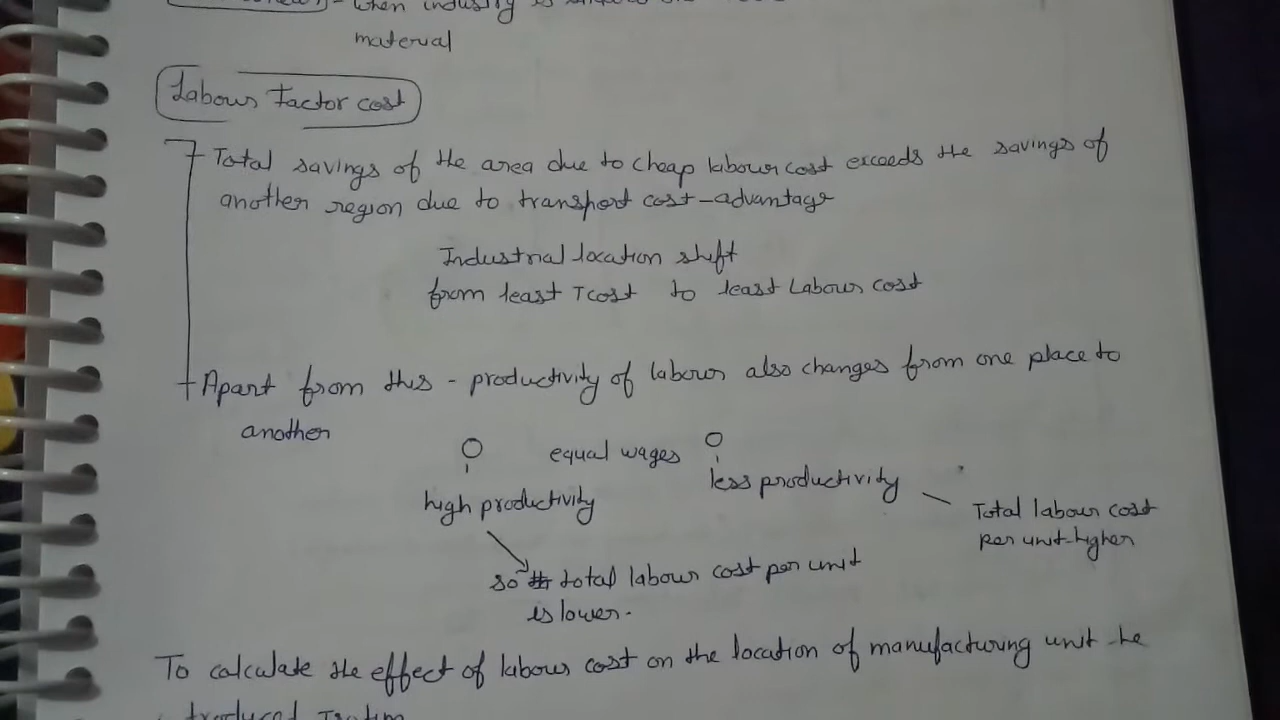 - when industry is
material
Labour Factor cost
Total savings of the area due to cheap labour cost exceeds the savings of
another region due to transport cost-advantage
Industrial location shift
from least Tcost to least Labour cost
Apart from this - productivity of labour also changes from one place to
another
equal wages
high productivity
less productivity
Total labour cost
per unit-higher
so total labour cost per unit
is lower.
To calculate the effect of labour cost on the location of manufacturing unit he